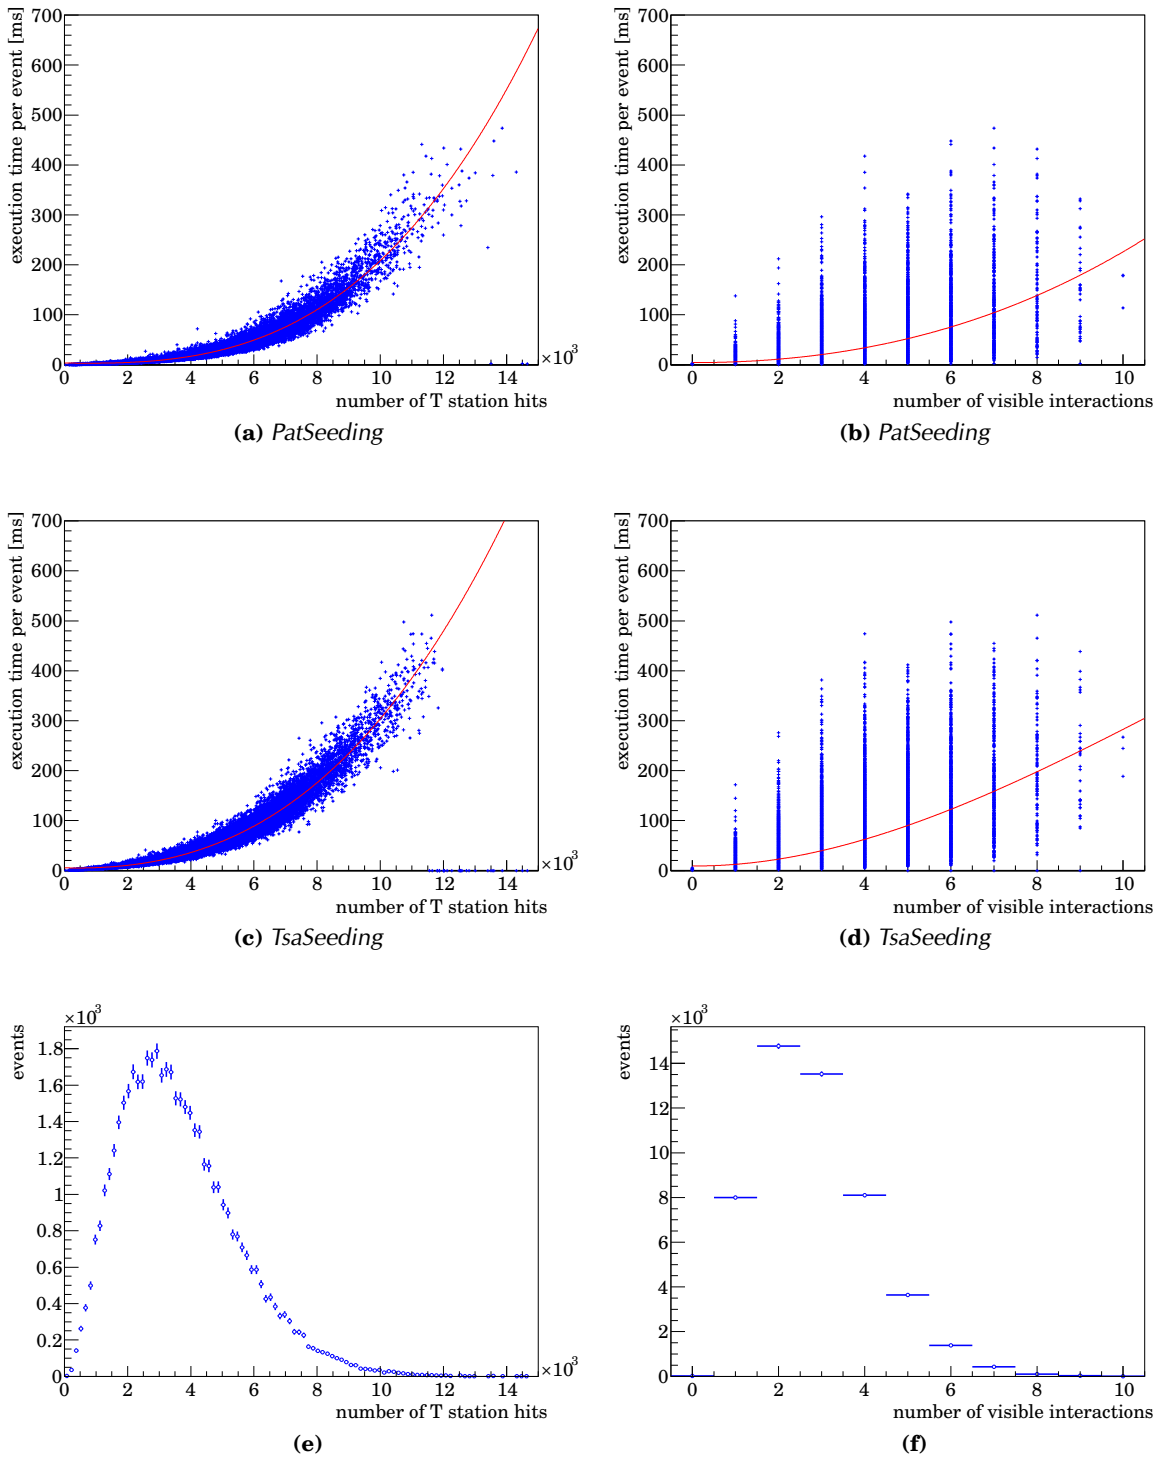 execution time per event [ms]
700
600
500
400
300
200
100
0
0 2 4 6 8 10 12 14
×10³
number of T station hits
(a) PatSeeding
execution time per event [ms]
700
600
500
400
300
200
100
0
0 2 4 6 8 10
number of visible interactions
(b) PatSeeding
execution time per event [ms]
700
600
500
400
300
200
100
0
0 2 4 6 8 10 12 14
×10³
number of T station hits
(c) TsaSeeding
execution time per event [ms]
700
600
500
400
300
200
100
0
0 2 4 6 8 10
number of visible interactions
(d) TsaSeeding
events
×10³
1.8
1.6
1.4
1.2
1
0.8
0.6
0.4
0.2
0
0 2 4 6 8 10 12 14
×10³
number of T station hits
(e)
events
×10³
14
12
10
8
6
4
2
0
0 2 4 6 8 10
number of visible interactions
(f)